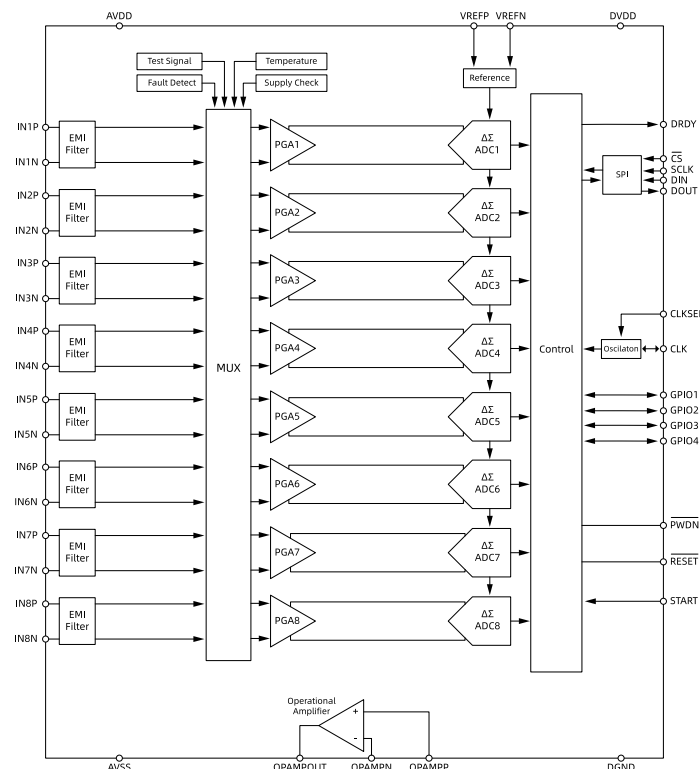 AVDD
VREFP
VREFN
DVDD
Test Signal
Temperature
Fault Detect
Supply Check
Reference
IN1P
EMI
Filter
IN1N
PGA1
ΔΣ
ADC1
DRDY
CS
SCLK
DIN
DOUT
SPI
IN2P
EMI
Filter
IN2N
PGA2
ΔΣ
ADC2
IN3P
EMI
Filter
IN3N
PGA3
ΔΣ
ADC3
IN4P
EMI
Filter
IN4N
MUX
PGA4
ΔΣ
ADC4
Control
Oscilaton
CLKSEL
CLK
IN5P
EMI
Filter
IN5N
PGA5
ΔΣ
ADC5
GPIO1
GPIO2
GPIO3
GPIO4
IN6P
EMI
Filter
IN6N
PGA6
ΔΣ
ADC6
IN7P
EMI
Filter
IN7N
PGA7
ΔΣ
ADC7
PWDN
RESET
IN8P
EMI
Filter
IN8N
PGA8
ΔΣ
ADC8
START
Operational
Amplifier
+
-
AVSS
OPAMPOUT
OPAMPN
OPAMPP
DGND